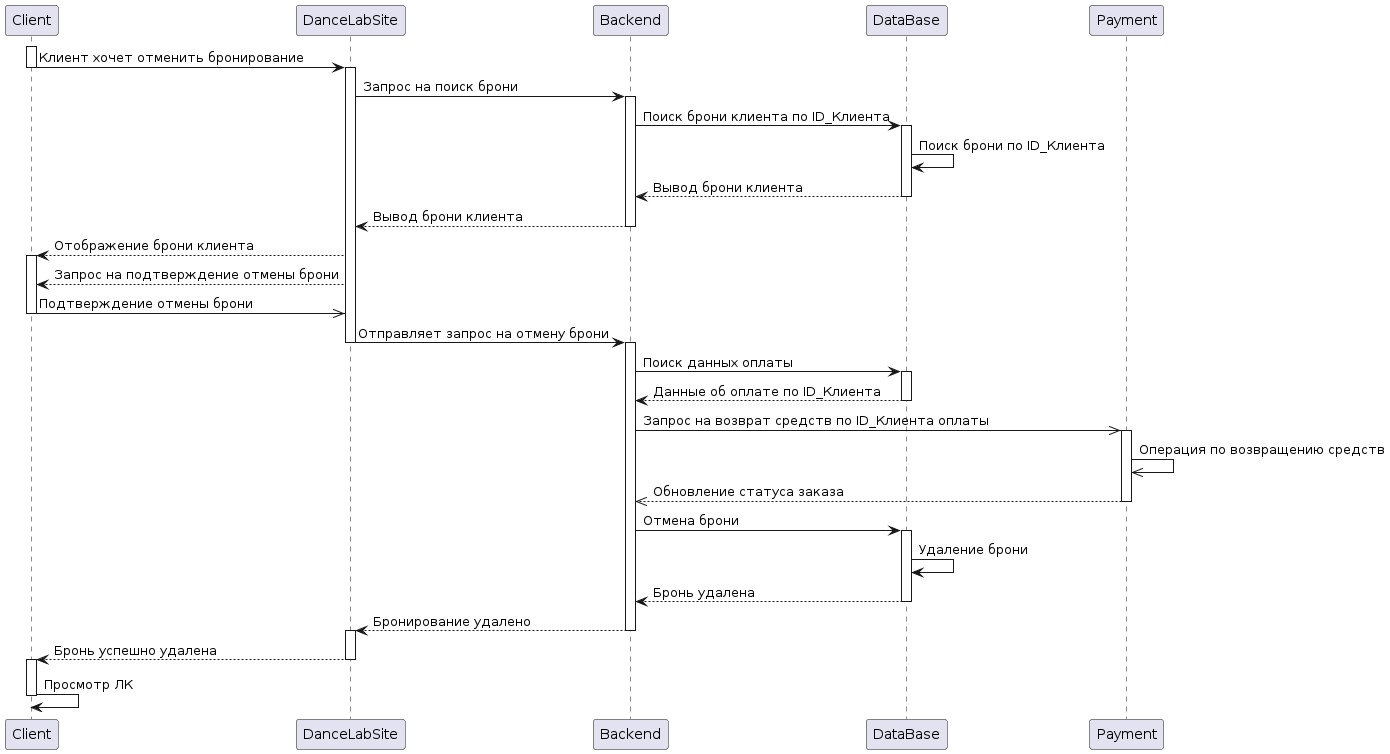 Client
DanceLabSite
Backend
DataBase
Payment
Клиент хочет отменить бронирование
Запрос на поиск брони
Поиск брони клиента по ID_Клиента
Поиск брони по ID_Клиента
Вывод брони клиента
Вывод брони клиента
Отображение брони клиента
Запрос на подтверждение отмены брони
Подтверждение отмены брони
Отправляет запрос на отмену брони
Поиск данных оплаты
Данные об оплате по ID_Клиента
Запрос на возврат средств по ID_Клиента оплаты
Операция по возвращению средств
Обновление статуса заказа
Отмена брони
Удаление брони
Бронь удалена
Бронирование удалено
Бронь успешно удалена
Просмотр ЛК
Client
DanceLabSite
Backend
DataBase
Payment